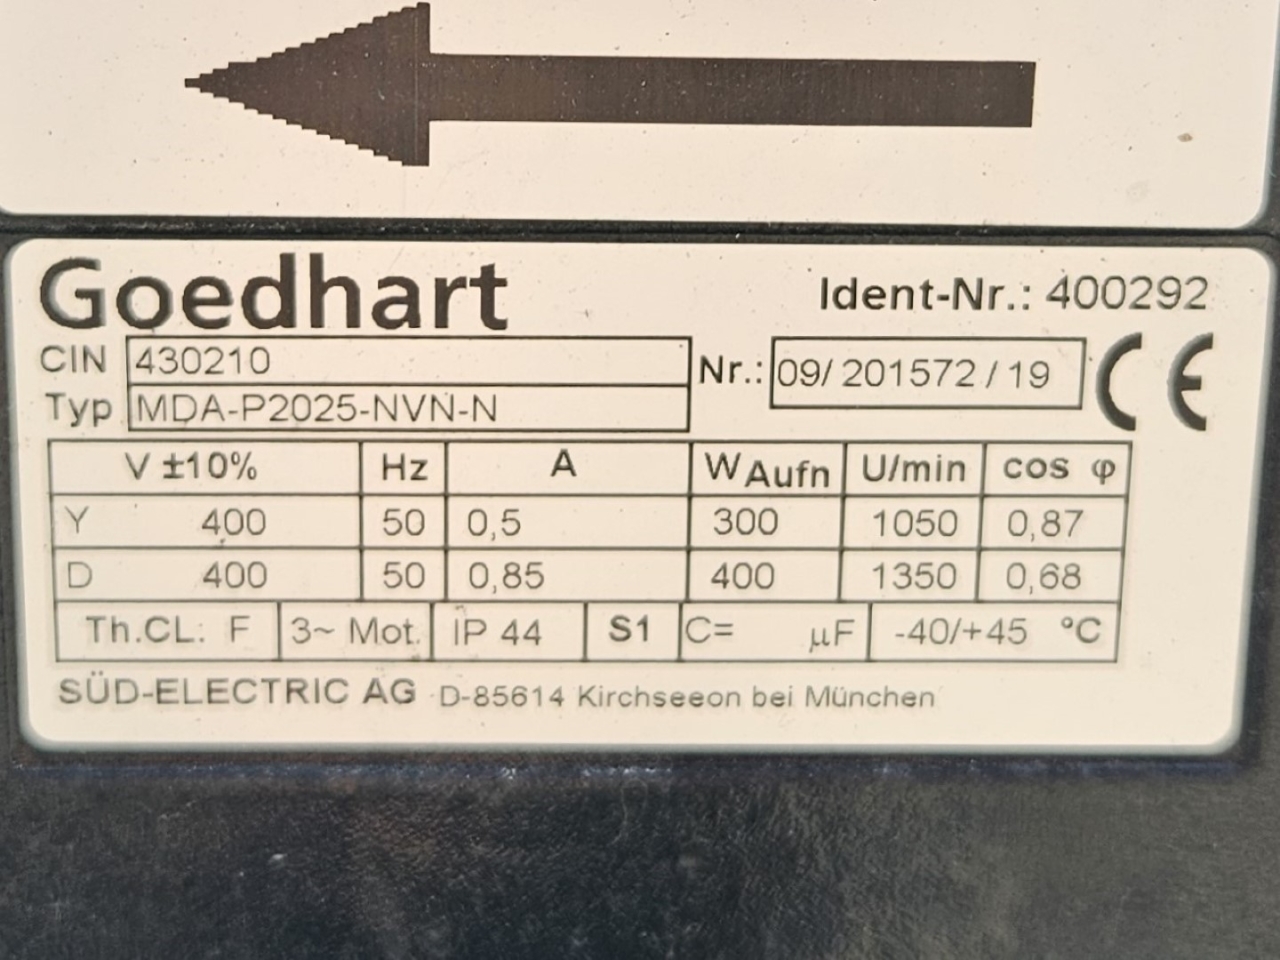 Goedhart
Ident-Nr.: 400292
CIN 430210
Nr.: 09/ 201572 / 19 CE
Typ MDA-P2025-NVN-N
V ±10% Hz A W Aufn U/min cos φ
Y 400 50 0,5 300 1050 0,87
D 400 50 0,85 400 1350 0,68
Th.CL: F 3~ Mot. IP 44 S1 C= µF -40/+45 °C
SÜD-ELECTRIC AG D-85614 Kirchseeon bei München